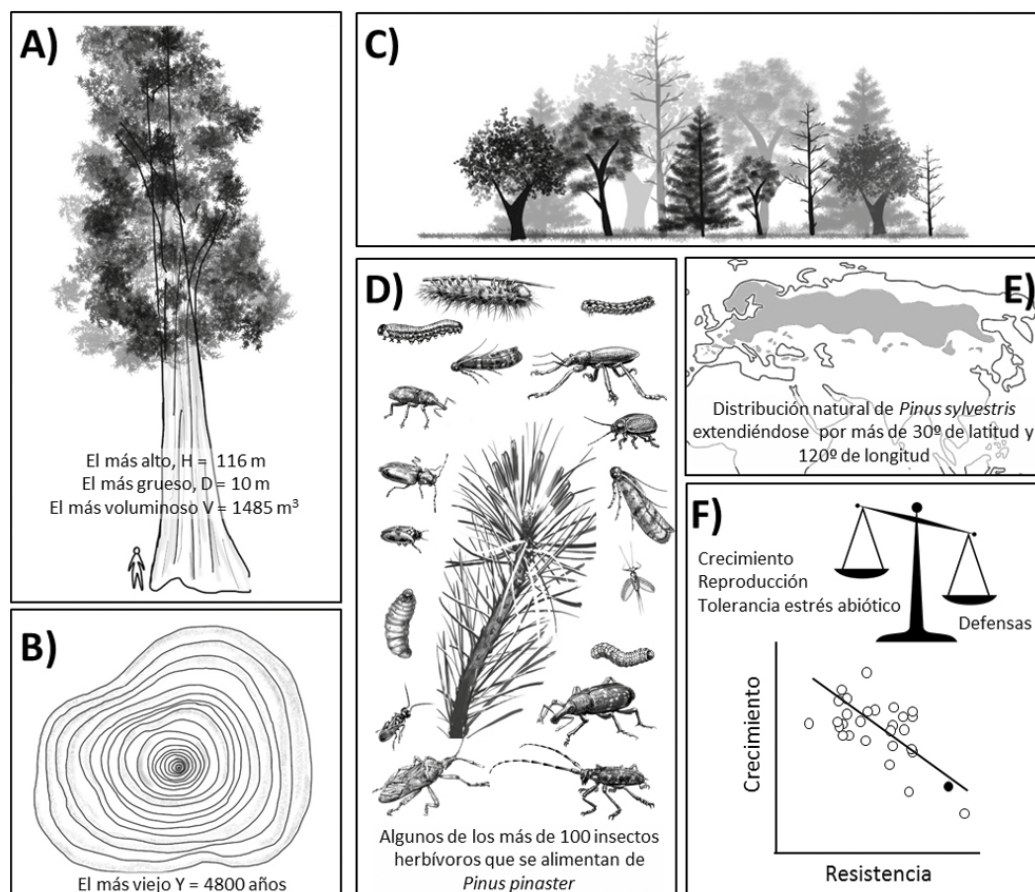 A)
El más alto, H = 116 m
El más grueso, D = 10 m
El más voluminoso V = 1485 m³
B)
El más viejo Y = 4800 años
C)
D)
Algunos de los más de 100 insectos
herbívoros que se alimentan de
Pinus pinaster
E)
Distribución natural de Pinus sylvestris
extendiéndose por más de 30º de latitud y
120º de longitud
F)
Crecimiento
Reproducción
Tolerancia estrés abiótico
Defensas
Crecimiento
Resistencia